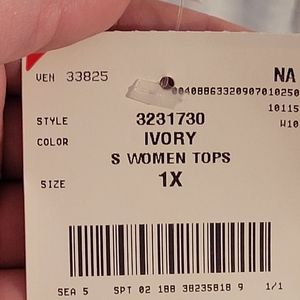 VEN 33825 NA
0040886332090701025０
10115
STYLE 3231730 W10
COLOR IVORY
S WOMEN TOPS
SIZE 1X
SEA 5 SPT 02 188 38235818 9 1/1